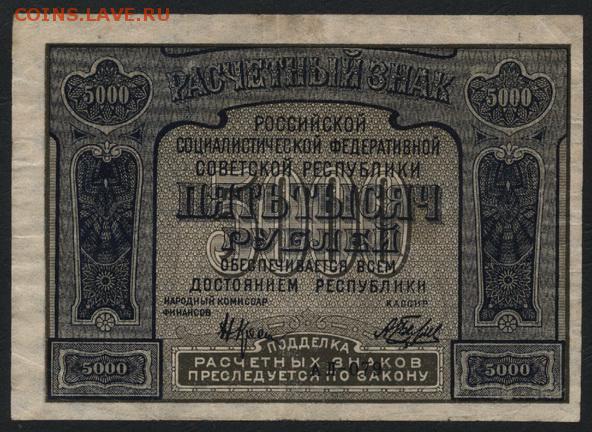 COINS.LAVE.RU
РАСЧЕТНЫЙ ЗНАК
5000 5000
РОССИЙСКОЙ
СОЦИАЛИСТИЧЕСКОЙ ФЕДЕРАТИВНОЙ
СОВЕТСКОЙ РЕСПУБЛИКИ
5000
ПЯТЬ ТЫСЯЧ
РУБЛЕЙ
ОБЕСПЕЧИВАЕТСЯ ВСЕМ
ДОСТОЯНИЕМ РЕСПУБЛИКИ
НАРОДНЫЙ КОМИССАР
ФИНАНСОВ
КАССИР
ПОДДЕЛКА
РАСЧЕТНЫХ ЗНАКОВ
ПРЕСЛЕДУЕТСЯ ПО ЗАКОНУ
5000 5000